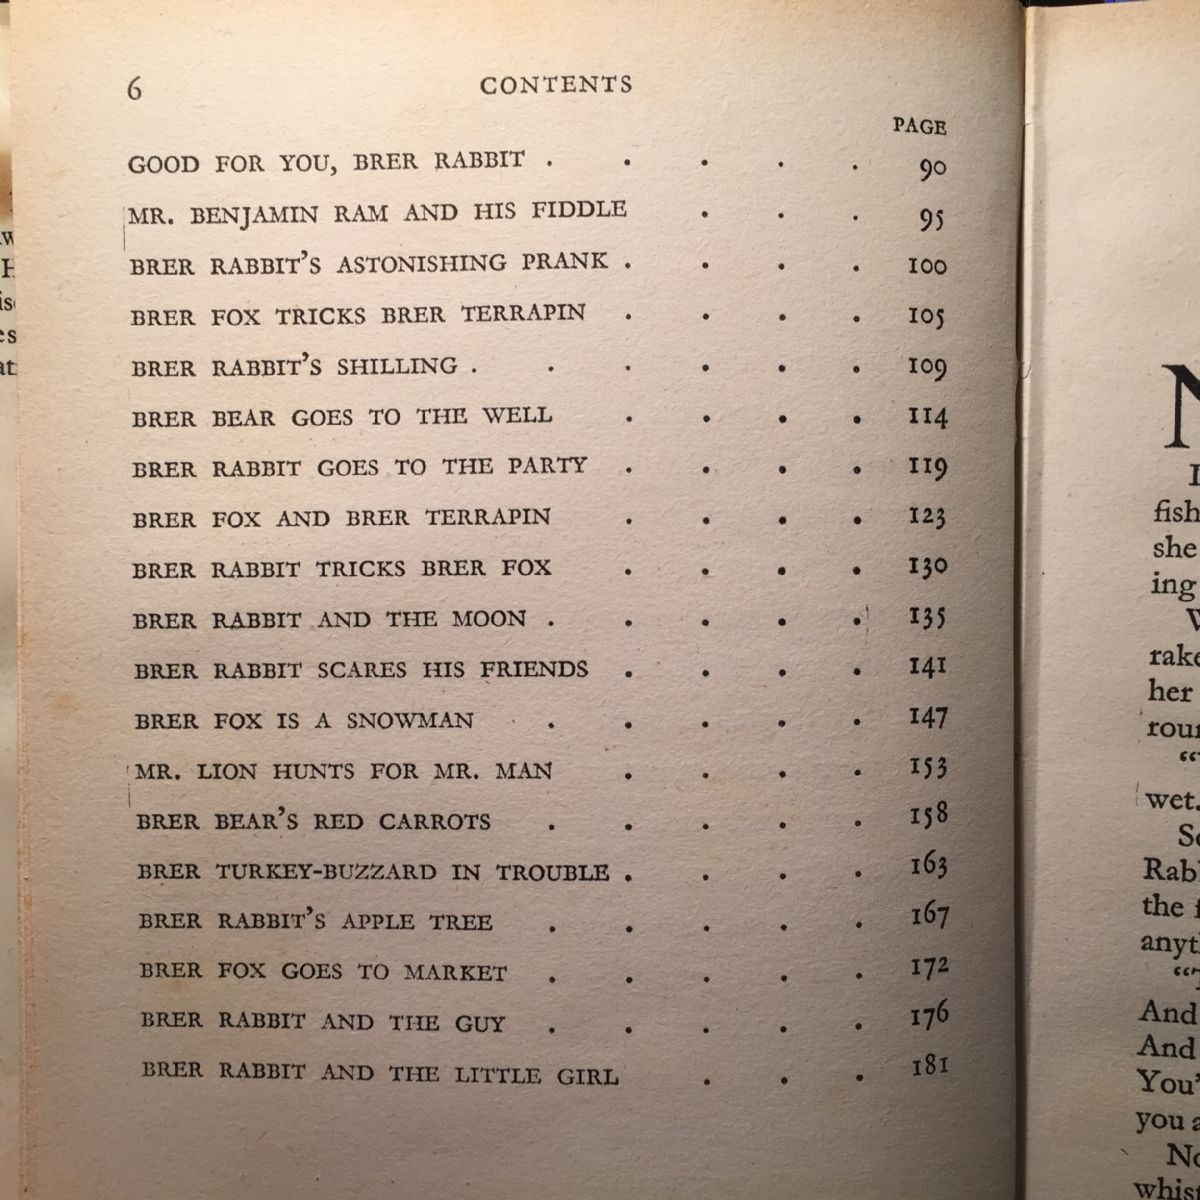 6 CONTENTS
PAGE
GOOD FOR YOU, BRER RABBIT . . . . . 90
MR. BENJAMIN RAM AND HIS FIDDLE . . . 95
BRER RABBIT'S ASTONISHING PRANK . . . . 100
BRER FOX TRICKS BRER TERRAPIN . . . . 105
BRER RABBIT'S SHILLING . . . . . . 109
BRER BEAR GOES TO THE WELL . . . . 114
BRER RABBIT GOES TO THE PARTY . . . . 119
BRER FOX AND BRER TERRAPIN . . . . 123
BRER RABBIT TRICKS BRER FOX . . . . 130
BRER RABBIT AND THE MOON . . . . . 135
BRER RABBIT SCARES HIS FRIENDS . . . . 141
BRER FOX IS A SNOWMAN . . . . . 147
MR. LION HUNTS FOR MR. MAN . . . . 153
BRER BEAR'S RED CARROTS . . . . . 158
BRER TURKEY-BUZZARD IN TROUBLE . . . . 163
BRER RABBIT'S APPLE TREE . . . . . 167
BRER FOX GOES TO MARKET . . . . . 172
BRER RABBIT AND THE GUY . . . . . 176
BRER RABBIT AND THE LITTLE GIRL . . . 181
fish
she
ing
her
wet.
the
And
And
you